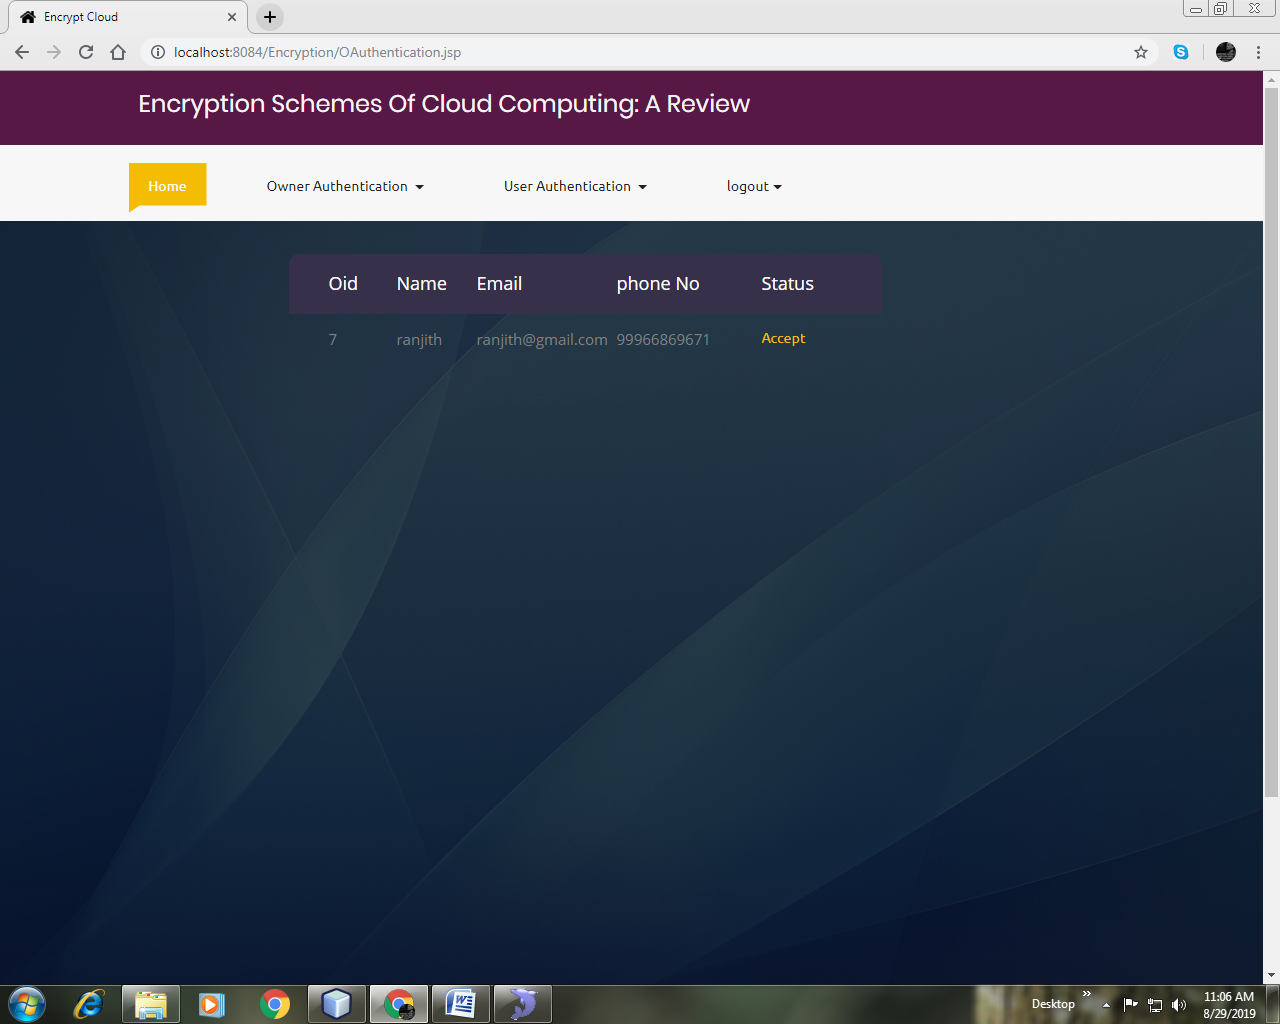 Encrypt Cloud
localhost:8084/Encryption/OAuthentication.jsp
Encryption Schemes Of Cloud Computing: A Review
Home Owner Authentication User Authentication logout
Oid Name Email phone No Status
7 ranjith ranjith@gmail.com 99966869671 Accept
Desktop 11:06 AM
8/29/2019